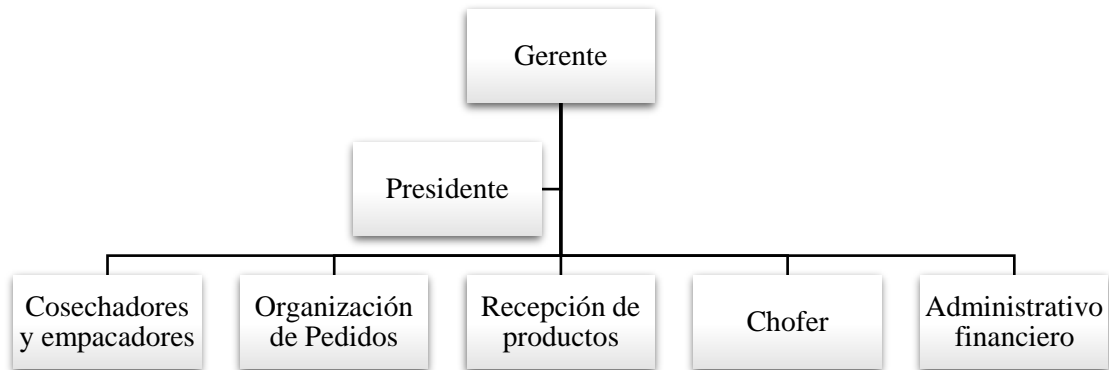 Gerente
Presidente
Cosechadores
y empacadores
Organización
de Pedidos
Recepción de
productos
Chofer
Administrativo
financiero